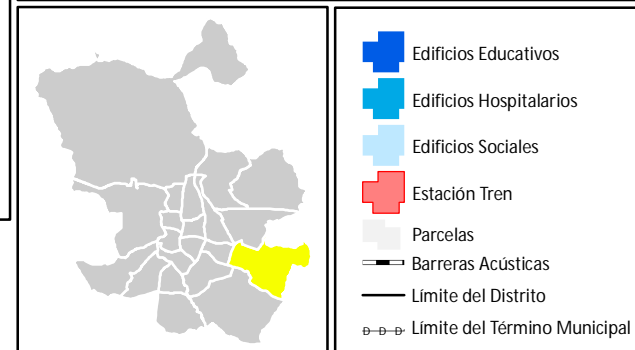 Edificios Educativos
Edificios Hospitalarios
Edificios Sociales
Estación Tren
Parcelas
Barreras Acústicas
Límite del Distrito
Límite del Término Municipal